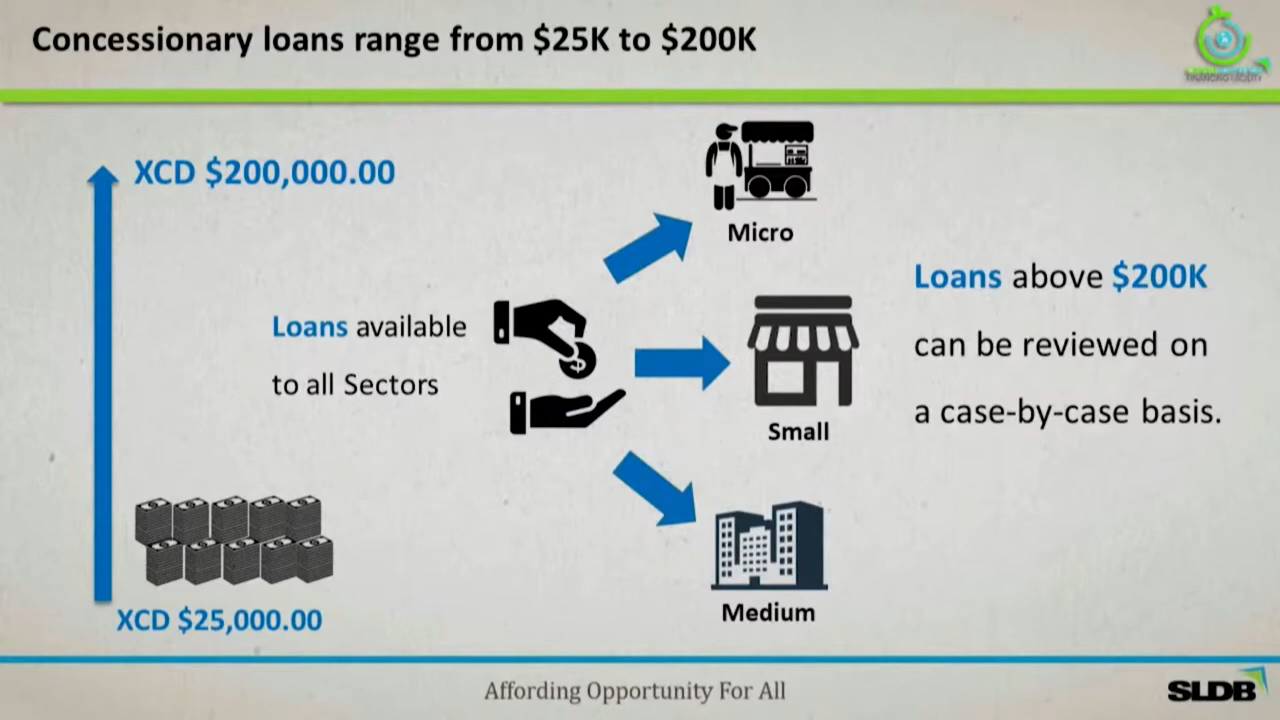 Concessionary loans range from $25K to $200K
XCD $200,000.00
Loans available
to all Sectors
XCD $25,000.00
Micro
Small
Medium
Loans above $200K
can be reviewed on
a case-by-case basis.
Affording Opportunity For All
SLDB